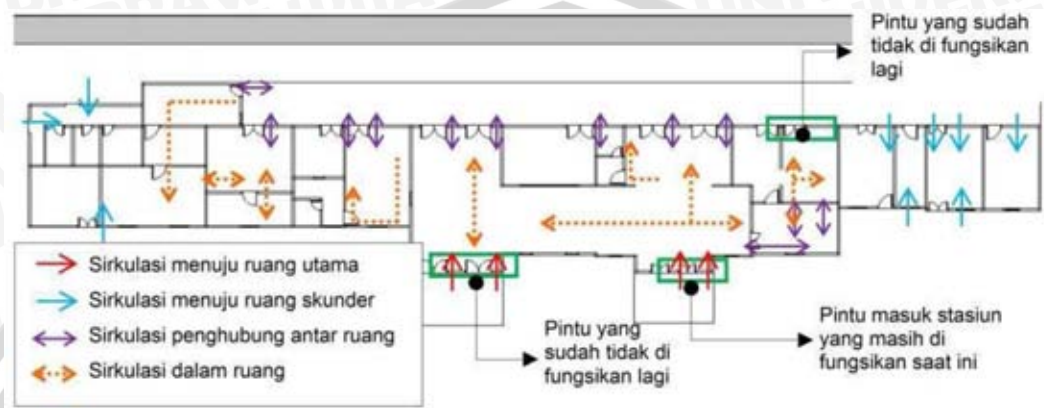 Pintu yang sudah
tidak di fungsikan
lagi
Sirkulasi menuju ruang utama
Sirkulasi menuju ruang skunder
Sirkulasi penghubung antar ruang
Sirkulasi dalam ruang
Pintu yang
sudah tidak di
fungsikan lagi
Pintu masuk stasiun
yang masih di
fungsikan saat ini